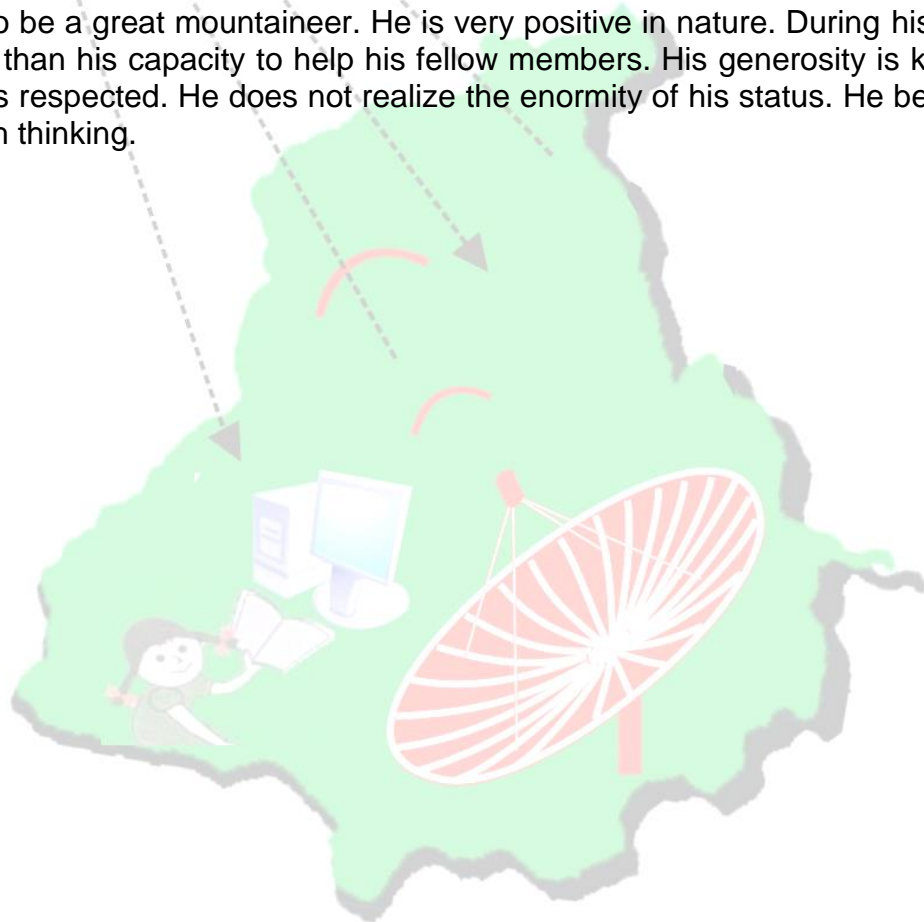 o be a great mountaineer. He is very positive in nature. During his
than his capacity to help his fellow members. His generosity is k
s respected. He does not realize the enormity of his status. He be
n thinking.